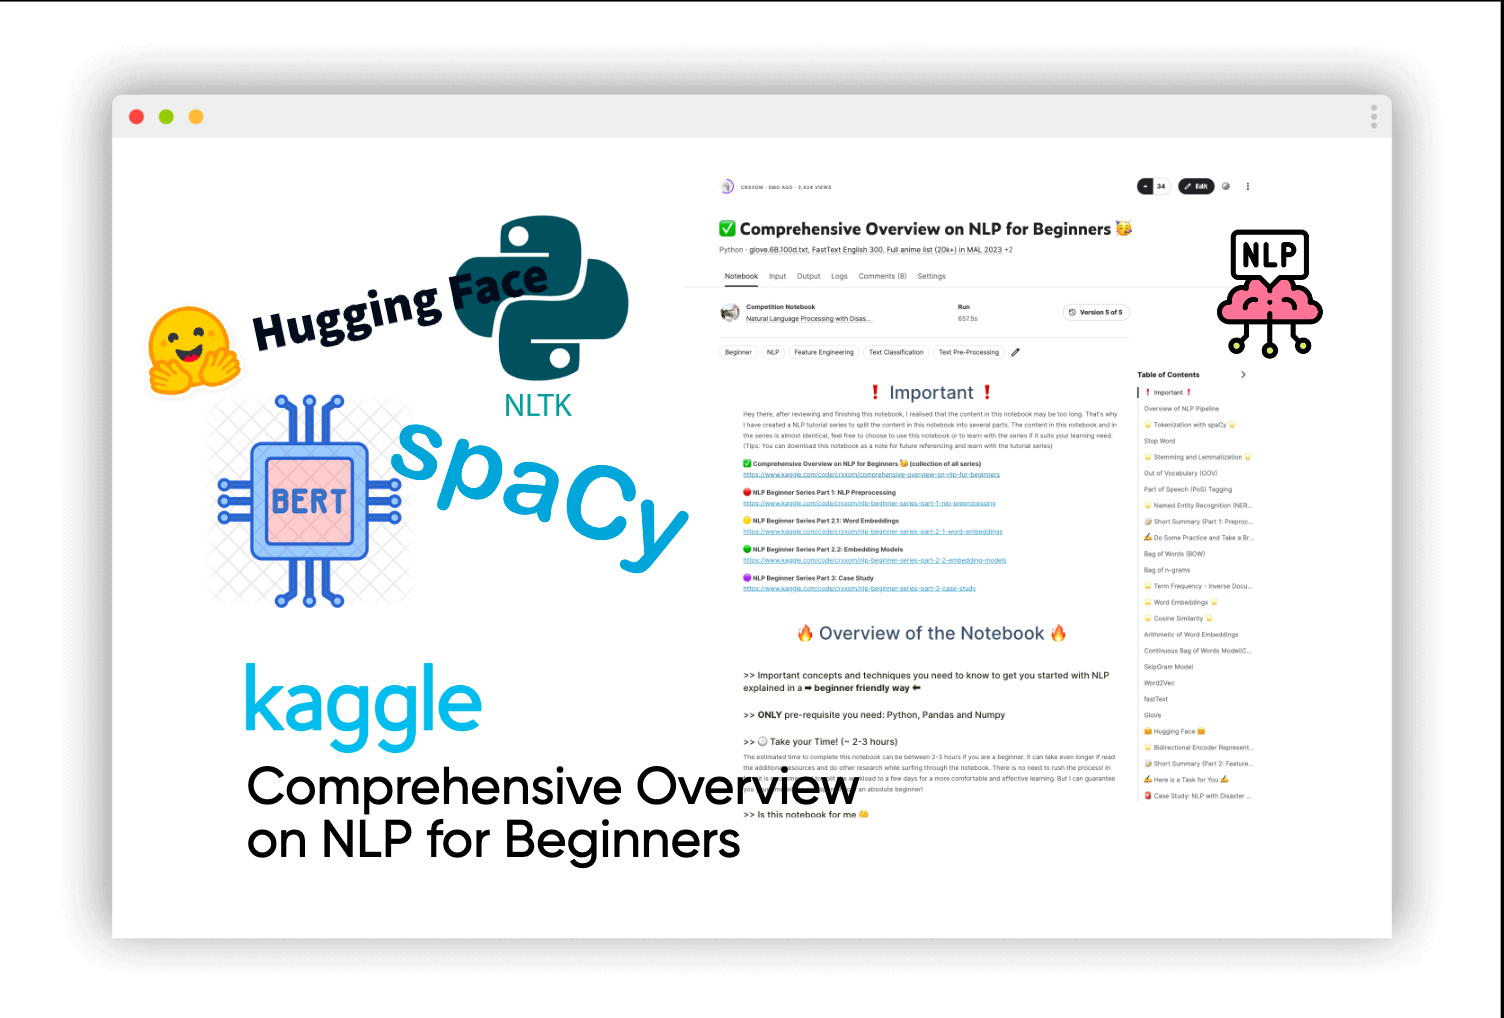 Hugging Face
NLTK
BERT
spaCy
kaggle
Comprehensive Overview
on NLP for Beginners
CRXXOM · 5MO AGO · 3,434 VIEWS
34
Edit
✅ Comprehensive Overview on NLP for Beginners 🥳
Python · glove.6B.100d.txt, FastText English 300, Full anime list (20k+) in MAL 2023 +2
Notebook Input Output Logs Comments (8) Settings
Competition Notebook
Natural Language Processing with Disas...
Run
657.5s
Version 5 of 5
Beginner NLP Feature Engineering Text Classification Text Pre-Processing
❗ Important ❗
Hey there, after reviewing and finishing this notebook, I realised that the content in this notebook may be too long. That's why
I have created a NLP tutorial series to split the content in this notebook into several parts. The content in this notebook and in
the series is almost identical, feel free to choose to use this notebook or to learn with the series if it suits your learning need.
(Tips: You can download this notebook as a note for future referencing and learn with the tutorial series)
✅ Comprehensive Overview on NLP for Beginners 🥳 (collection of all series)
https://www.kaggle.com/code/crxxom/comprehensive-overview-on-nlp-for-beginners
🔴 NLP Beginner Series Part 1: NLP Preprocessing
https://www.kaggle.com/code/crxxom/nlp-beginner-series-part-1-nlp-preprocessing
🟡 NLP Beginner Series Part 2.1: Word Embeddings
https://www.kaggle.com/code/crxxom/nlp-beginner-series-part-2-1-word-embeddings
🟢 NLP Beginner Series Part 2.2: Embedding Models
https://www.kaggle.com/code/crxxom/nlp-beginner-series-part-2-2-embedding-models
🟣 NLP Beginner Series Part 3: Case Study
https://www.kaggle.com/code/crxxom/nlp-beginner-series-part-3-case-study
🔥 Overview of the Notebook 🔥
>> Important concepts and techniques you need to know to get you started with NLP
explained in a ➡ beginner friendly way ⬅
>> ONLY pre-requisite you need: Python, Pandas and Numpy
>> 🕒 Take your Time! (~ 2-3 hours)
The estimated time to complete this notebook can be between 2-3 hours if you are a beginner. It can take even longer if read
the additional resources and do other research while surfing through the notebook. There is no need to rush the process! In
workload to a few days for a more comfortable and effective learning. But I can guarantee
an absolute beginner!
>> Is this notebook for me 🤔
NLP
Table of Contents
❗ Important ❗
Overview of NLP Pipeline
🌟 Tokenization with spaCy 🌟
Stop Word
🌟 Stemming and Lemmatization 🌟
Out of Vocabulary (OOV)
Part of Speech (PoS) Tagging
🌟 Named Entity Recognition (NER...
📝 Short Summary (Part 1: Preproc...
✍ Do Some Practice and Take a Br...
Bag of Words (BOW)
Bag of n-grams
🌟 Term Frequency - Inverse Docu...
🌟 Word Embeddings 🌟
🌟 Cosine Similarity 🌟
Arithmetic of Word Embeddings
Continuous Bag of Words Model(C...
SkipGram Model
Word2Vec
fastText
GloVe
🤗 Hugging Face 🤗
🌟 Bidirectional Encoder Represent...
📝 Short Summary (Part 2: Feature...
✍ Here is a Task for You ✍
🚨 Case Study: NLP with Disaster ...